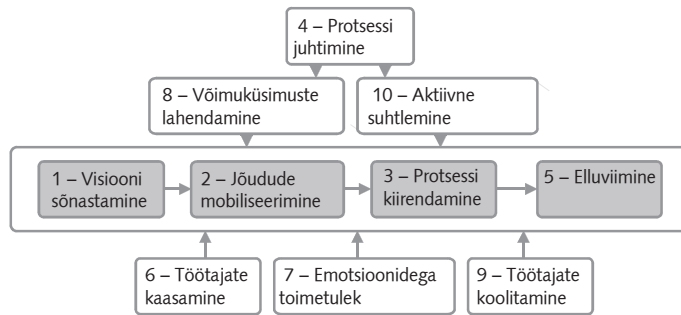 4 – Protsessi
juhtimine
8 – Võimuküsimuste
lahendamine
10 – Aktiivne
suhtlemine
1 – Visiooni
sõnastamine
2 – Jõudude
mobiliseerimine
3 – Protsessi
kiirendamine
5 – Elluviimine
6 – Töötajate
kaasamine
7 – Emotsioonidega
toimetulek
9 – Töötajate
koolitamine